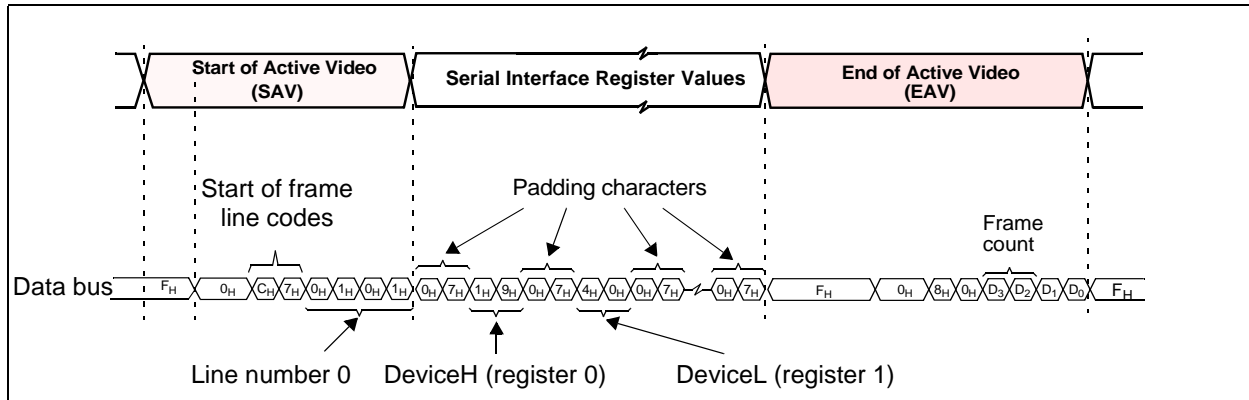 Start of Active Video
(SAV)
Serial Interface Register Values
End of Active Video
(EAV)
Start of frame
line codes
Padding characters
Frame
count
Data bus
FH 0H CH 7H 0H 1H 0H 1H 0H 7H 1H 9H 0H 7H 4H 0H 0H 7H 0H 7H FH 0H 8H 0H D3 D2 D1 D0 FH
Line number 0
DeviceH (register 0)
DeviceL (register 1)